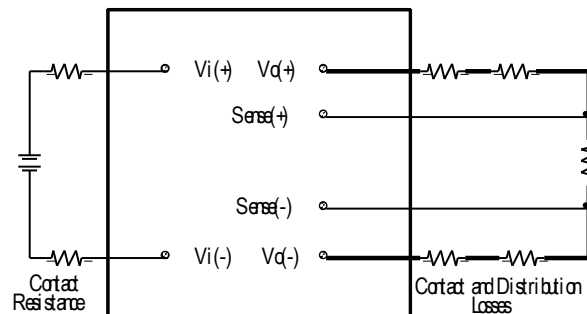 Vi(+) Vo(+)
Sense(+)
Sense(-)
Vi(-) Vo(-)
Contact
Resistance
Contact and Distribution
Losses